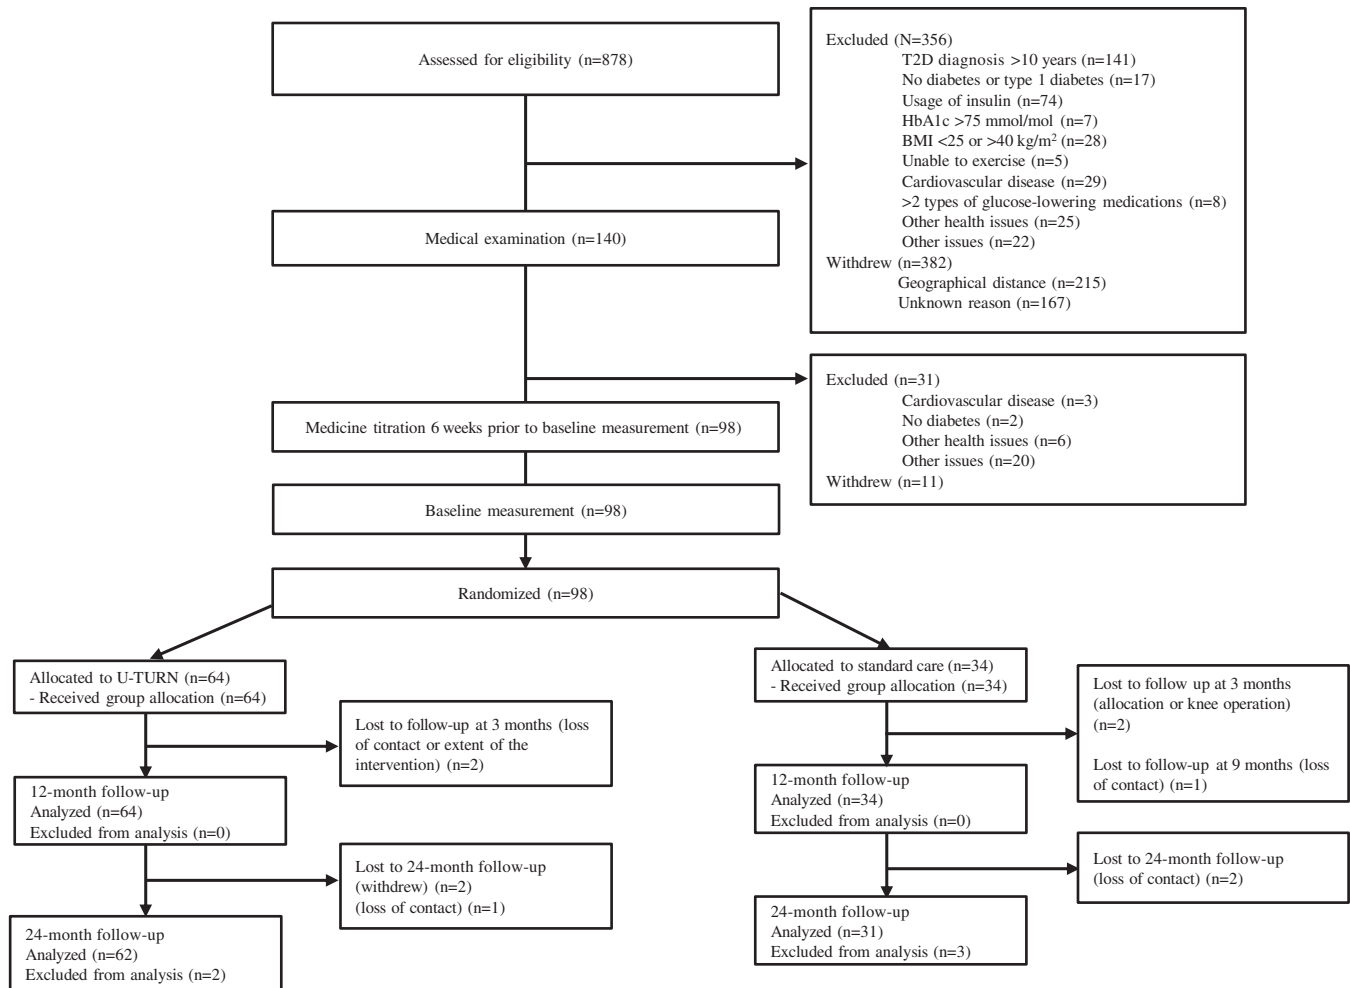 Assessed for eligibility (n=878)
Excluded (N=356)
T2D diagnosis >10 years (n=141)
No diabetes or type 1 diabetes (n=17)
Usage of insulin (n=74)
HbA1c >75 mmol/mol (n=7)
BMI <25 or >40 kg/m² (n=28)
Unable to exercise (n=5)
Cardiovascular disease (n=29)
>2 types of glucose-lowering medications (n=8)
Other health issues (n=25)
Other issues (n=22)
Withdrew (n=382)
Geographical distance (n=215)
Unknown reason (n=167)
Medical examination (n=140)
Excluded (n=31)
Cardiovascular disease (n=3)
No diabetes (n=2)
Other health issues (n=6)
Other issues (n=20)
Withdrew (n=11)
Medicine titration 6 weeks prior to baseline measurement (n=98)
Baseline measurement (n=98)
Randomized (n=98)
Allocated to U-TURN (n=64)
- Received group allocation (n=64)
Lost to follow-up at 3 months (loss
of contact or extent of the
intervention) (n=2)
12-month follow-up
Analyzed (n=64)
Excluded from analysis (n=0)
Lost to 24-month follow-up
(withdrew) (n=2)
(loss of contact) (n=1)
24-month follow-up
Analyzed (n=62)
Excluded from analysis (n=2)
Allocated to standard care (n=34)
- Received group allocation (n=34)
Lost to follow up at 3 months
(allocation or knee operation)
(n=2)
Lost to follow-up at 9 months (loss
of contact) (n=1)
12-month follow-up
Analyzed (n=34)
Excluded from analysis (n=0)
Lost to 24-month follow-up
(loss of contact) (n=2)
24-month follow-up
Analyzed (n=31)
Excluded from analysis (n=3)